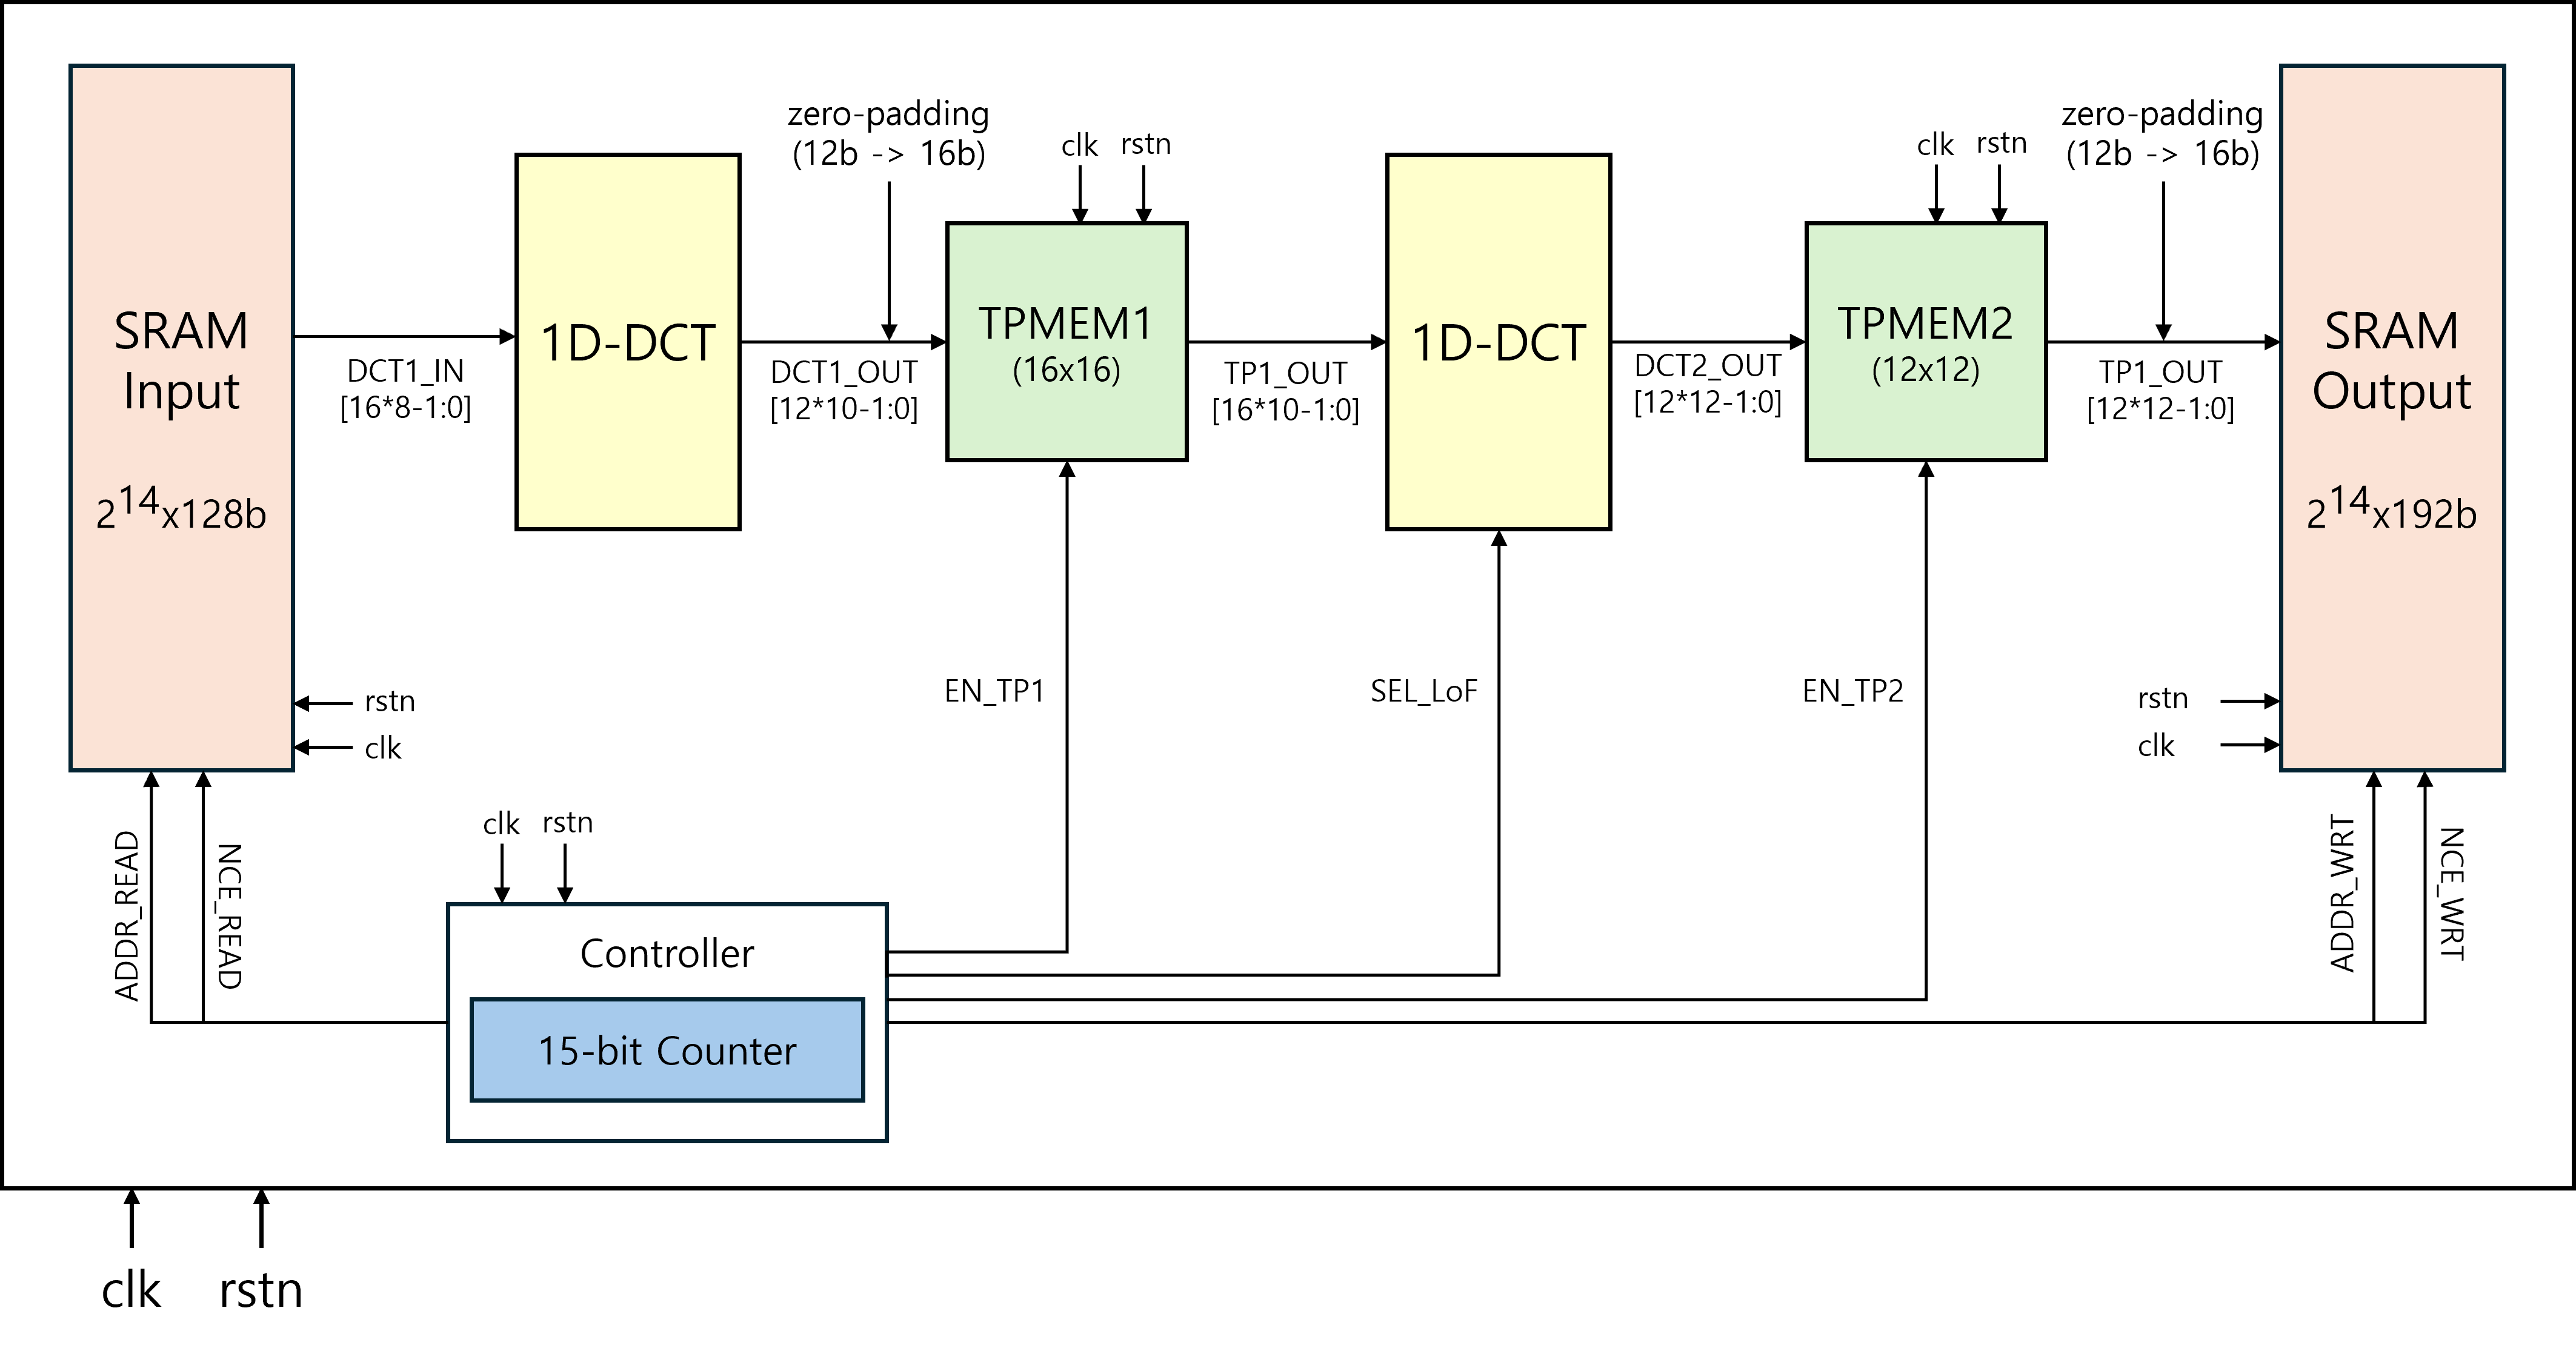 SRAM
Input
2^14x128b
DCT1_IN
[16*8-1:0]
rstn
clk
1D-DCT
zero-padding
(12b -> 16b)
DCT1_OUT
[12*10-1:0]
clk
rstn
TPMEM1
(16x16)
TP1_OUT
[16*10-1:0]
1D-DCT
DCT2_OUT
[12*12-1:0]
clk
rstn
TPMEM2
(12x12)
zero-padding
(12b -> 16b)
TP1_OUT
[12*12-1:0]
SRAM
Output
2^14x192b
rstn
clk
EN_TP1
SEL_LoF
EN_TP2
ADDR_READ
NCE_READ
clk
rstn
Controller
15-bit Counter
ADDR_WRT
NCE_WRT
clk
rstn